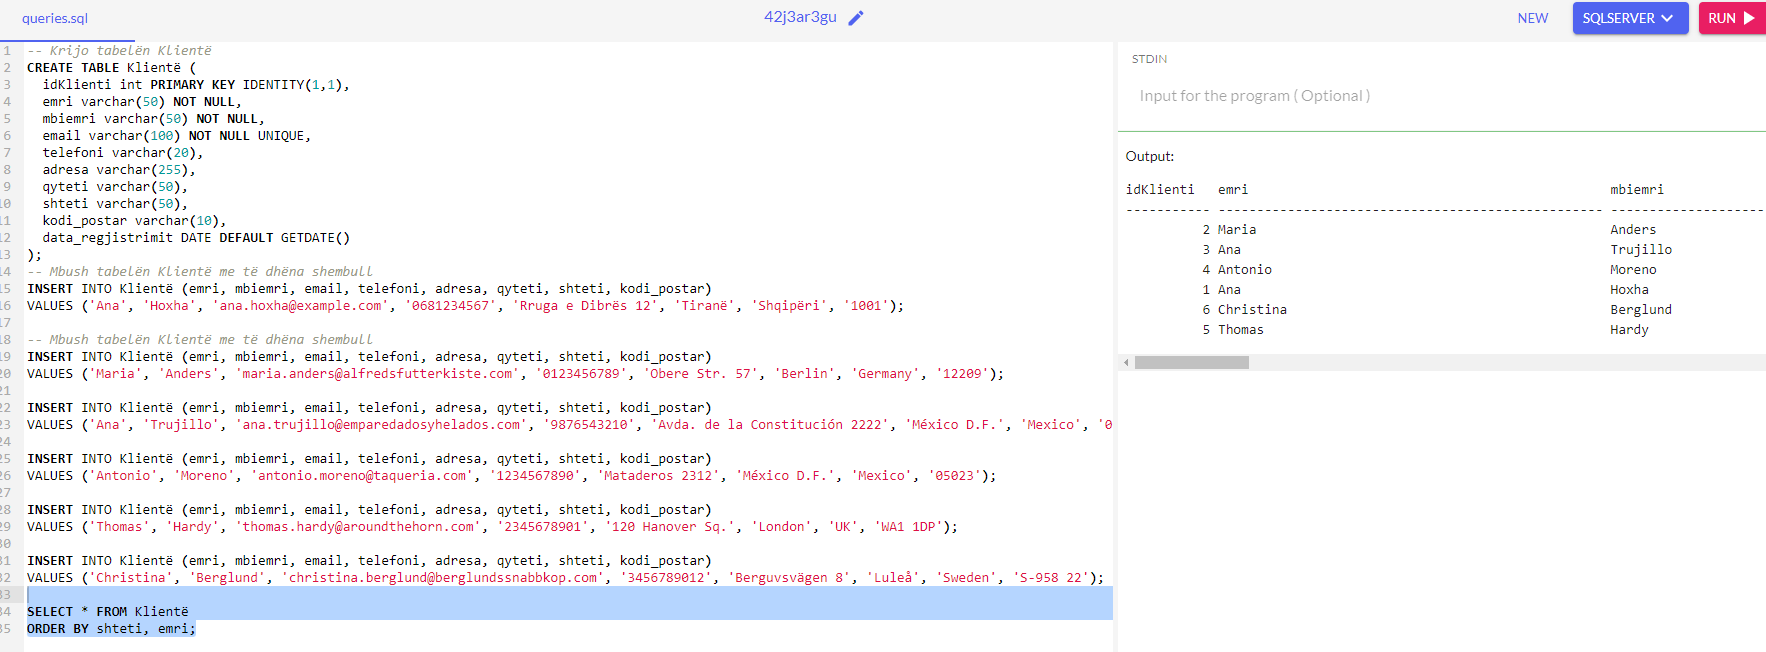 queries.sql
42j3ar3gu
NEW
SQLSERVER
RUN
1 -- Krijo tabelën Klientë
2 CREATE TABLE Klientë (
3 idKlienti int PRIMARY KEY IDENTITY(1,1),
4 emri varchar(50) NOT NULL,
5 mbiemri varchar(50) NOT NULL,
6 email varchar(100) NOT NULL UNIQUE,
7 telefoni varchar(20),
8 adresa varchar(255),
9 qyteti varchar(50),
10 shteti varchar(50),
11 kodi_postar varchar(10),
12 data_regjistrimit DATE DEFAULT GETDATE()
13 );
14 -- Mbush tabelën Klientë me të dhëna shembull
15 INSERT INTO Klientë (emri, mbiemri, email, telefoni, adresa, qyteti, shteti, kodi_postar)
16 VALUES ('Ana', 'Hoxha', 'ana.hoxha@example.com', '0681234567', 'Rruga e Dibrës 12', 'Tiranë', 'Shqipëri', '1001');
17
18 -- Mbush tabelën Klientë me të dhëna shembull
19 INSERT INTO Klientë (emri, mbiemri, email, telefoni, adresa, qyteti, shteti, kodi_postar)
20 VALUES ('Maria', 'Anders', 'maria.anders@alfredsfutterkiste.com', '0123456789', 'Obere Str. 57', 'Berlin', 'Germany', '12209');
21
22 INSERT INTO Klientë (emri, mbiemri, email, telefoni, adresa, qyteti, shteti, kodi_postar)
23 VALUES ('Ana', 'Trujillo', 'ana.trujillo@emparedadosyhelados.com', '9876543210', 'Avda. de la Constitución 2222', 'México D.F.', 'Mexico', '0
24
25 INSERT INTO Klientë (emri, mbiemri, email, telefoni, adresa, qyteti, shteti, kodi_postar)
26 VALUES ('Antonio', 'Moreno', 'antonio.moreno@taqueria.com', '1234567890', 'Mataderos 2312', 'México D.F.', 'Mexico', '05023');
27
28 INSERT INTO Klientë (emri, mbiemri, email, telefoni, adresa, qyteti, shteti, kodi_postar)
29 VALUES ('Thomas', 'Hardy', 'thomas.hardy@aroundthehorn.com', '2345678901', '120 Hanover Sq.', 'London', 'UK', 'WA1 1DP');
30
31 INSERT INTO Klientë (emri, mbiemri, email, telefoni, adresa, qyteti, shteti, kodi_postar)
32 VALUES ('Christina', 'Berglund', 'christina.berglund@berglundssnabbkop.com', '3456789012', 'Berguvsvägen 8', 'Luleå', 'Sweden', 'S-958 22');
33
34 SELECT * FROM Klientë
35 ORDER BY shteti, emri;
STDIN
Input for the program ( Optional )
Output:
idKlienti emri mbiemri
----------- -------------------------------------------------- --------------------
2 Maria Anders
3 Ana Trujillo
4 Antonio Moreno
1 Ana Hoxha
6 Christina Berglund
5 Thomas Hardy